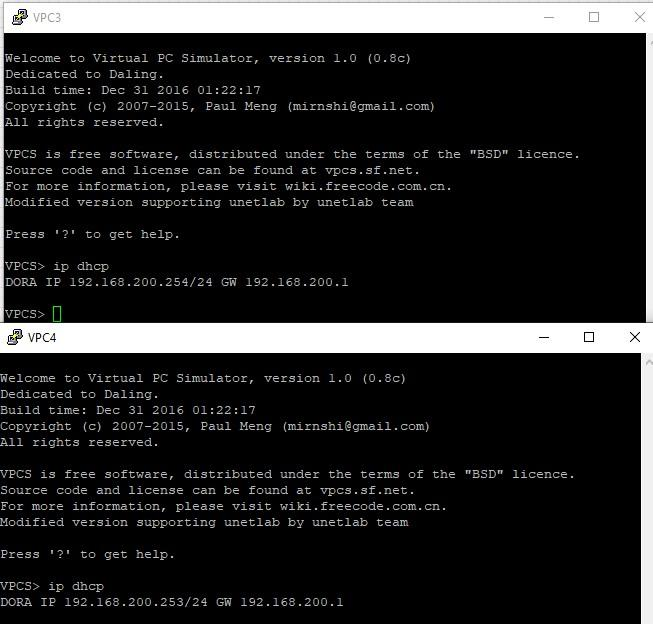 VPC3
Welcome to Virtual PC Simulator, version 1.0 (0.8c)
Dedicated to Daling.
Build time: Dec 31 2016 01:22:17
Copyright (c) 2007-2015, Paul Meng (mirnshi@gmail.com)
All rights reserved.
VPCS is free software, distributed under the terms of the "BSD" licence.
Source code and license can be found at vpcs.sf.net.
For more information, please visit wiki.freecode.com.cn.
Modified version supporting unetlab by unetlab team
Press '?' to get help.
VPCS> ip dhcp
DORA IP 192.168.200.254/24 GW 192.168.200.1
VPCS>
VPC4
Welcome to Virtual PC Simulator, version 1.0 (0.8c)
Dedicated to Daling.
Build time: Dec 31 2016 01:22:17
Copyright (c) 2007-2015, Paul Meng (mirnshi@gmail.com)
All rights reserved.
VPCS is free software, distributed under the terms of the "BSD" licence.
Source code and license can be found at vpcs.sf.net.
For more information, please visit wiki.freecode.com.cn.
Modified version supporting unetlab by unetlab team
Press '?' to get help.
VPCS> ip dhcp
DORA IP 192.168.200.253/24 GW 192.168.200.1